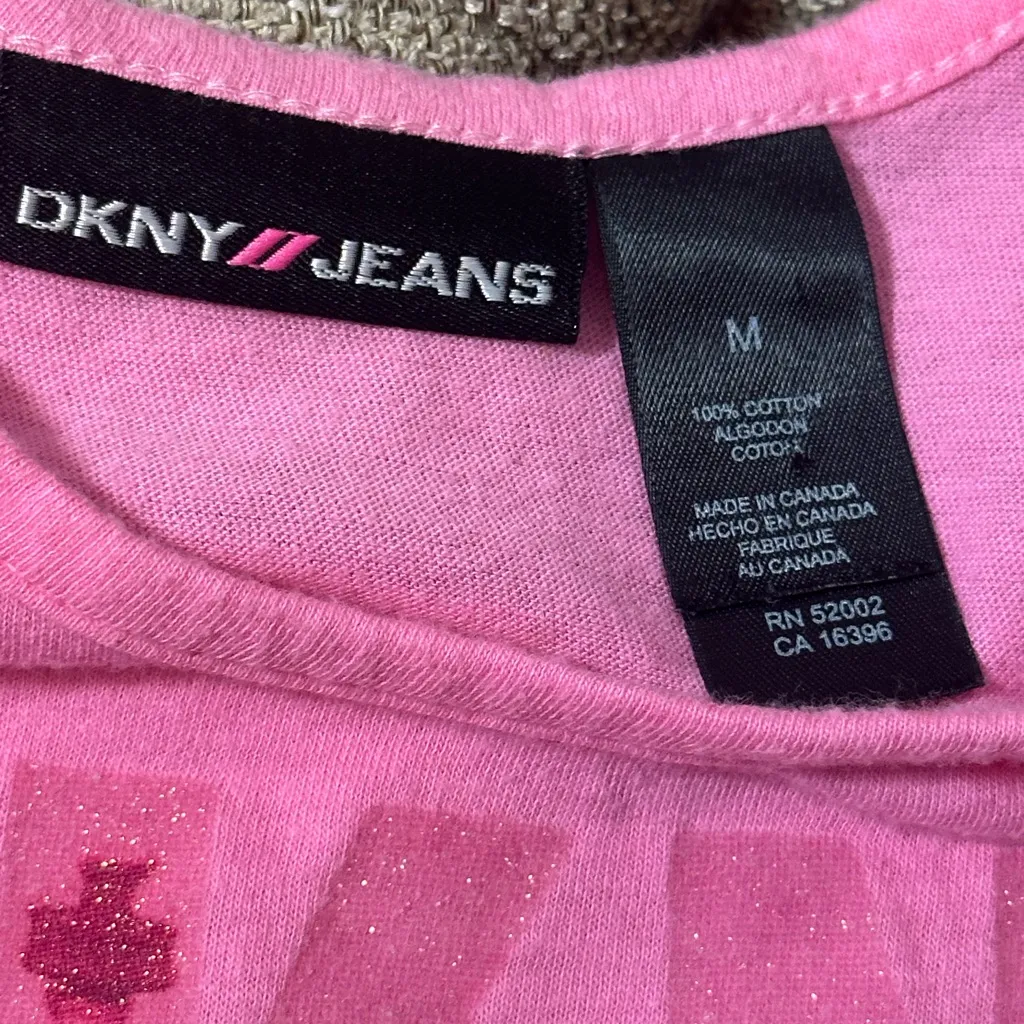 DKNY//JEANS
M
100% COTTON
ALGODON
COTON
MADE IN CANADA
HECHO EN CANADA
FABRIQUE
AU CANADA
RN 52002
CA 16396